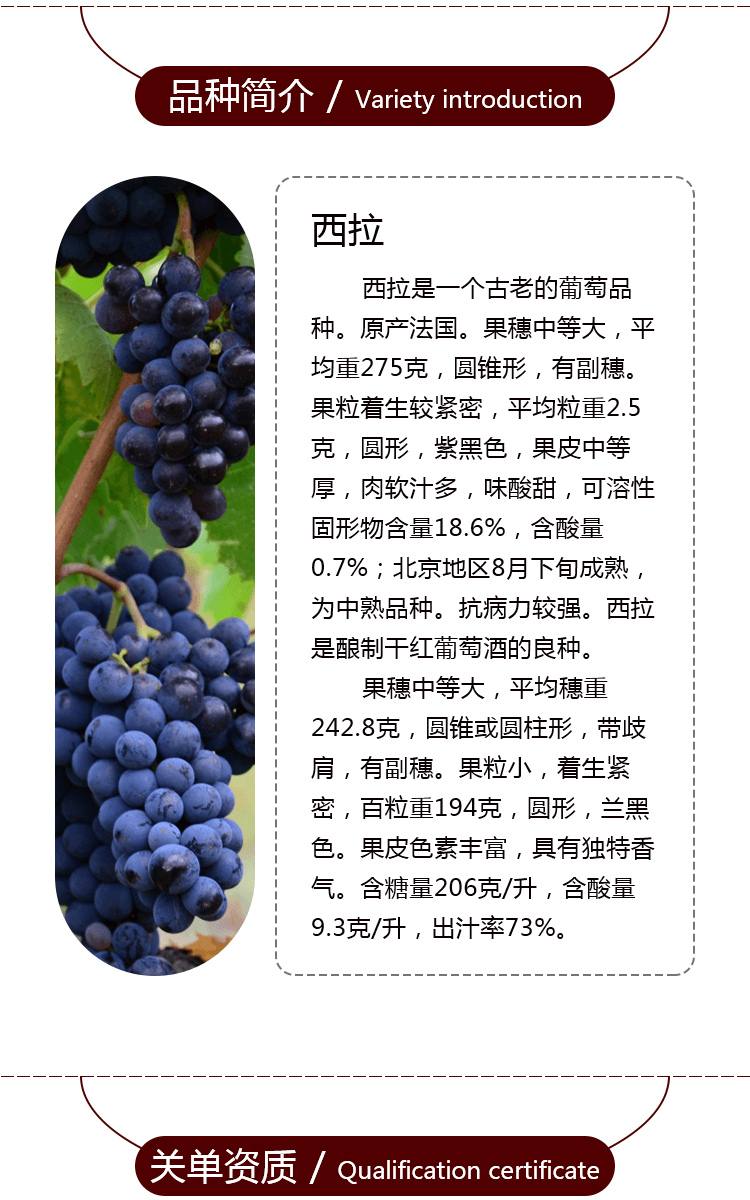 品种简介 / Variety introduction
西拉
西拉是一个古老的葡萄品
种。原产法国。果穗中等大，平
均重275克，圆锥形，有副穗。
果粒着生较紧密，平均粒重2.5
克，圆形，紫黑色，果皮中等
厚，肉软汁多，味酸甜，可溶性
固形物含量18.6%，含酸量
0.7%；北京地区8月下旬成熟，
为中熟品种。抗病力较强。西拉
是酿制干红葡萄酒的良种。
果穗中等大，平均穗重
242.8克，圆锥或圆柱形，带歧
肩，有副穗。果粒小，着生紧
密，百粒重194克，圆形，兰黑
色。果皮色素丰富，具有独特香
气。含糖量206克/升，含酸量
9.3克/升，出汁率73%。
关单资质 / Qualification certificate